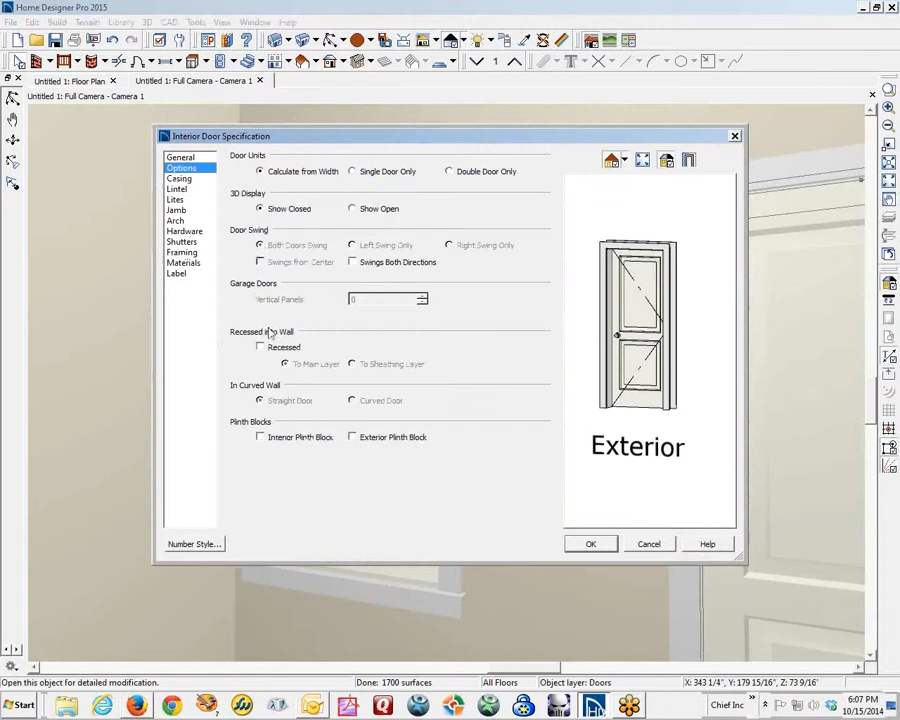 Home Designer Pro 2015
File Edit Build Terrain Library 3D CAD Tools View Window Help
1
Untitled 1: Floor Plan Untitled 1: Full Camera - Camera 1
Untitled 1: Full Camera - Camera 1
Interior Door Specification
General
Options
Casing
Lintel
Lites
Jamb
Arch
Hardware
Shutters
Framing
Materials
Label
Door Units
Calculate from Width Single Door Only Double Door Only
3D Display
Show Closed Show Open
Door Swing
Both Doors Swing Left Swing Only Right Swing Only
Swings from Center Swings Both Directions
Garage Doors
Vertical Panels: 0
Recessed into Wall
Recessed
To Main Layer To Sheathing Layer
In Curved Wall
Straight Door Curved Door
Plinth Blocks
Interior Plinth Block Exterior Plinth Block
Exterior
Number Style... OK Cancel Help
Open this object for detailed modification. Done: 1700 surfaces All Floors Object layer: Doors X: 343 1/4", Y: 179 15/16", Z: 73 9/16"
Start Chief Inc 6:07 PM
10/15/2014